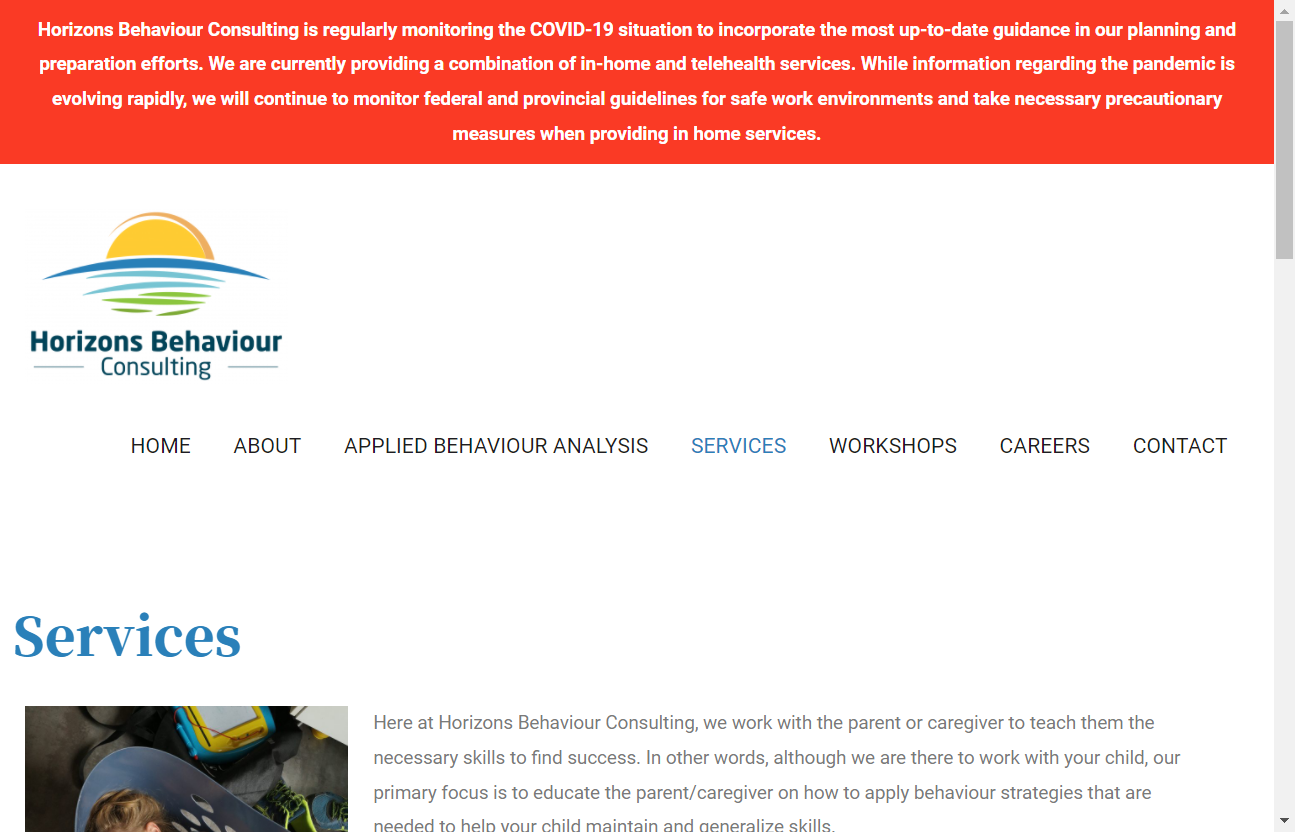 Horizons Behaviour Consulting is regularly monitoring the COVID-19 situation to incorporate the most up-to-date guidance in our planning and
preparation efforts. We are currently providing a combination of in-home and telehealth services. While information regarding the pandemic is
evolving rapidly, we will continue to monitor federal and provincial guidelines for safe work environments and take necessary precautionary
measures when providing in home services.
Horizons Behaviour
Consulting
HOME ABOUT APPLIED BEHAVIOUR ANALYSIS SERVICES WORKSHOPS CAREERS CONTACT
Services
Here at Horizons Behaviour Consulting, we work with the parent or caregiver to teach them the
necessary skills to find success. In other words, although we are there to work with your child, our
primary focus is to educate the parent/caregiver on how to apply behaviour strategies that are
needed to help your child maintain and generalize skills.